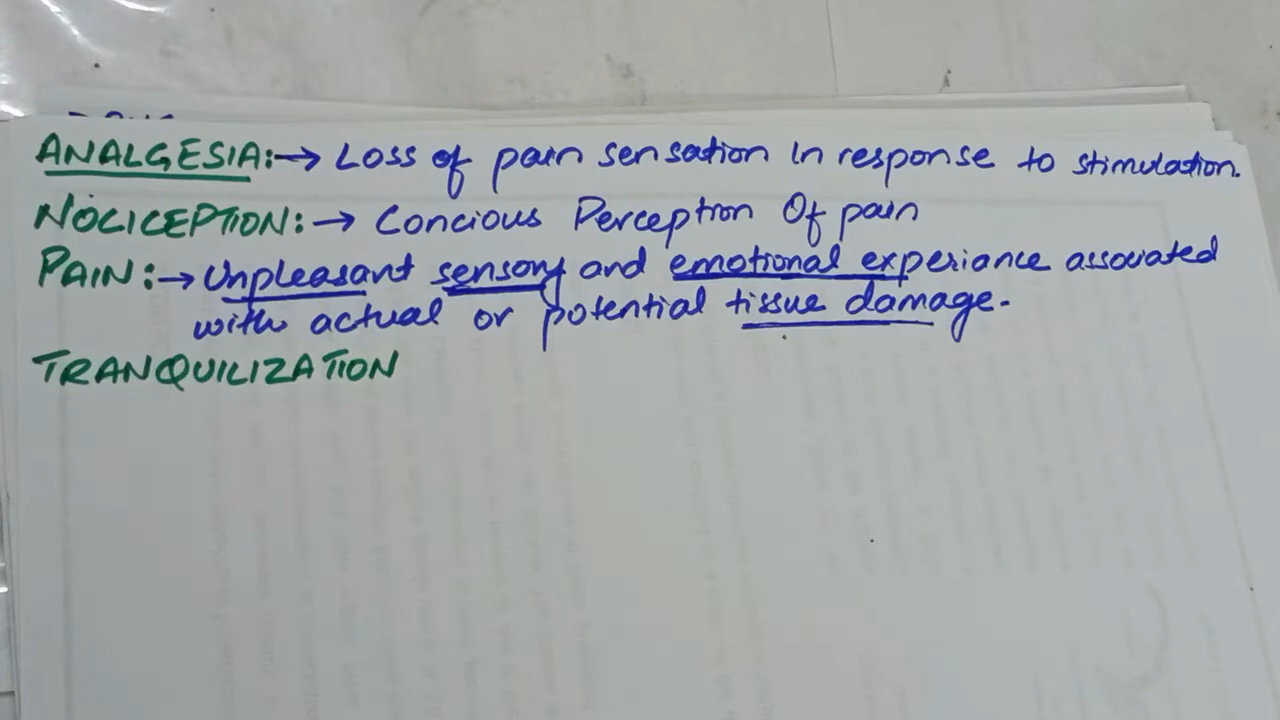 ANALGESIA:→ Loss of pain sensation in response to stimulation.
NOCICEPTION:→ Concious Perception Of pain
PAIN:→ Unpleasant sensory and emotional experiance associated
with actual or potential tissue damage.
TRANQUILIZATION